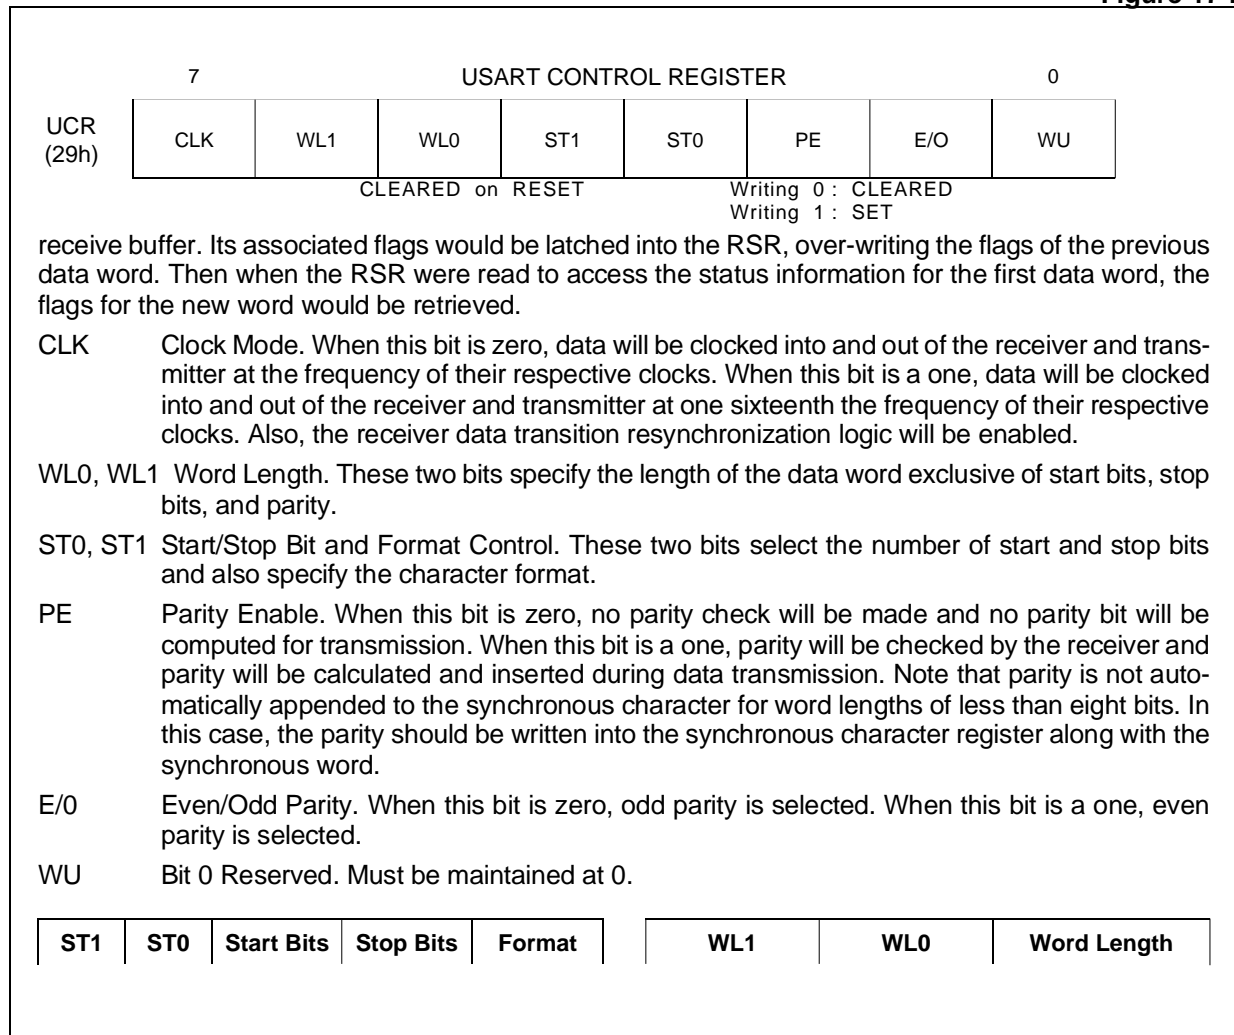 7 USART CONTROL REGISTER 0
UCR
(29h)
CLK WL1 WL0 ST1 ST0 PE E/O WU
CLEARED on RESET Writing 0 : CLEARED
Writing 1 : SET
receive buffer. Its associated flags would be latched into the RSR, over-writing the flags of the previous
data word. Then when the RSR were read to access the status information for the first data word, the
flags for the new word would be retrieved.
CLK Clock Mode. When this bit is zero, data will be clocked into and out of the receiver and trans-
mitter at the frequency of their respective clocks. When this bit is a one, data will be clocked
into and out of the receiver and transmitter at one sixteenth the frequency of their respective
clocks. Also, the receiver data transition resynchronization logic will be enabled.
WL0, WL1 Word Length. These two bits specify the length of the data word exclusive of start bits, stop
bits, and parity.
ST0, ST1 Start/Stop Bit and Format Control. These two bits select the number of start and stop bits
and also specify the character format.
PE Parity Enable. When this bit is zero, no parity check will be made and no parity bit will be
computed for transmission. When this bit is a one, parity will be checked by the receiver and
parity will be calculated and inserted during data transmission. Note that parity is not auto-
matically appended to the synchronous character for word lengths of less than eight bits. In
this case, the parity should be written into the synchronous character register along with the
synchronous word.
E/0 Even/Odd Parity. When this bit is zero, odd parity is selected. When this bit is a one, even
parity is selected.
WU Bit 0 Reserved. Must be maintained at 0.
ST1 ST0 Start Bits Stop Bits Format WL1 WL0 Word Length